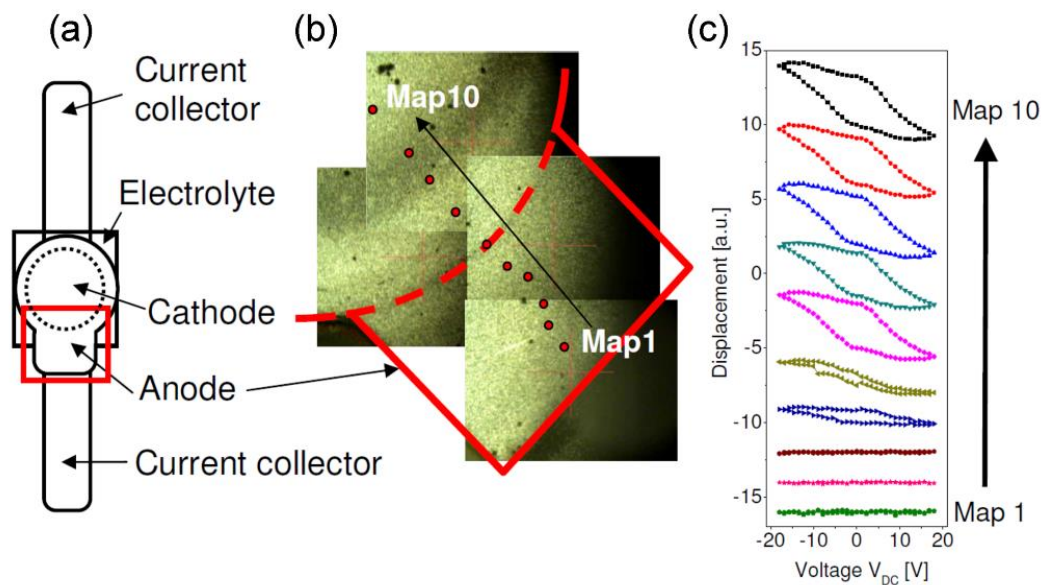 (a)
Current
collector
Electrolyte
Cathode
Anode
Current collector
(b)
Map10
Map1
(c)
15
10
5
0
-5
-10
-15
Displacement [a.u.]
-20
-10
0
10
20
Voltage V_DC [V]
Map 10
Map 1